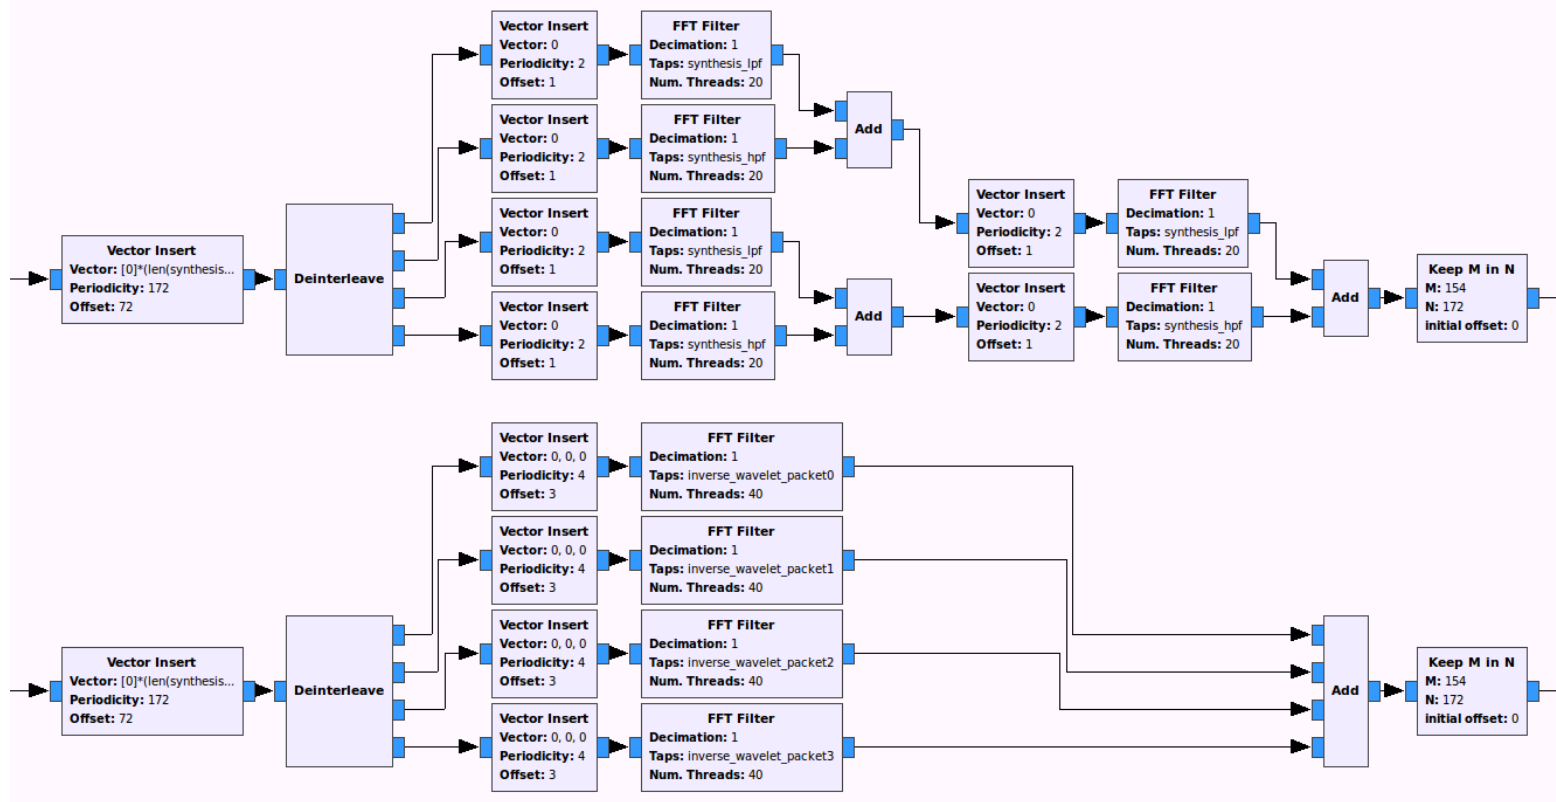 Vector Insert
Vector: 0
Periodicity: 2
Offset: 1
FFT Filter
Decimation: 1
Taps: synthesis_lpf
Num. Threads: 20
Vector Insert
Vector: 0
Periodicity: 2
Offset: 1
FFT Filter
Decimation: 1
Taps: synthesis_hpf
Num. Threads: 20
Add
Vector Insert
Vector: 0
Periodicity: 2
Offset: 1
FFT Filter
Decimation: 1
Taps: synthesis_lpf
Num. Threads: 20
Vector Insert
Vector: 0
Periodicity: 2
Offset: 1
FFT Filter
Decimation: 1
Taps: synthesis_lpf
Num. Threads: 20
Vector Insert
Vector: [0]*(len(synthesis...
Periodicity: 172
Offset: 72
Deinterleave
Keep M in N
M: 154
N: 172
initial offset: 0
Add
Vector Insert
Vector: 0
Periodicity: 2
Offset: 1
FFT Filter
Decimation: 1
Taps: synthesis_hpf
Num. Threads: 20
Add
Vector Insert
Vector: 0
Periodicity: 2
Offset: 1
FFT Filter
Decimation: 1
Taps: synthesis_hpf
Num. Threads: 20
Vector Insert
Vector: 0, 0, 0
Periodicity: 4
Offset: 3
FFT Filter
Decimation: 1
Taps: inverse_wavelet_packet0
Num. Threads: 40
Vector Insert
Vector: 0, 0, 0
Periodicity: 4
Offset: 3
FFT Filter
Decimation: 1
Taps: inverse_wavelet_packet1
Num. Threads: 40
Vector Insert
Vector: 0, 0, 0
Periodicity: 4
Offset: 3
FFT Filter
Decimation: 1
Taps: inverse_wavelet_packet2
Num. Threads: 40
Vector Insert
Vector: [0]*(len(synthesis...
Periodicity: 172
Offset: 72
Deinterleave
Add
Keep M in N
M: 154
N: 172
initial offset: 0
Vector Insert
Vector: 0, 0, 0
Periodicity: 4
Offset: 3
FFT Filter
Decimation: 1
Taps: inverse_wavelet_packet3
Num. Threads: 40